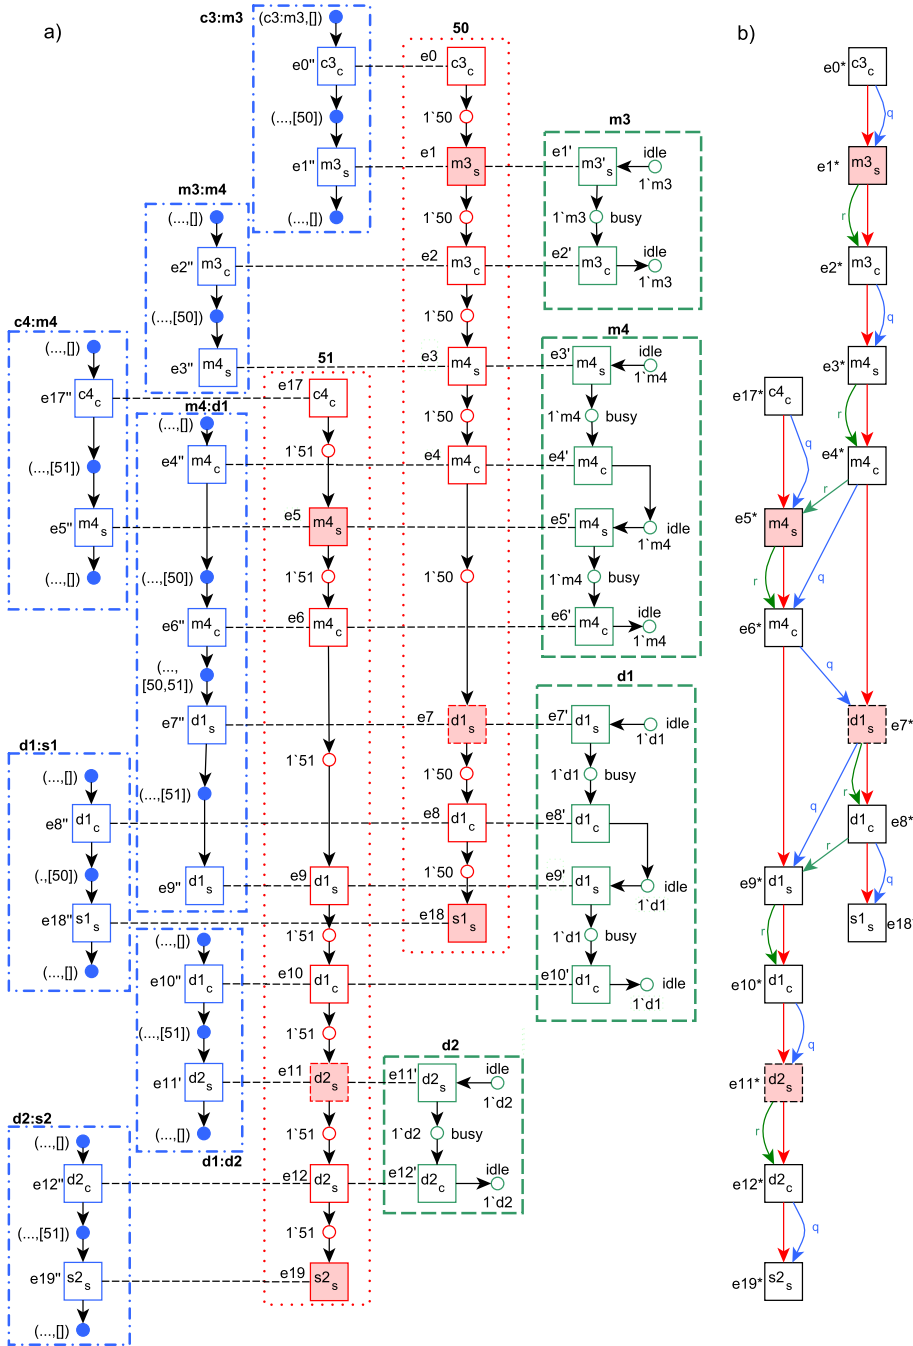 a)
b)
c3:m3
(c3:m3,[])
50
e0"
c3c
e0
c3c
e0*
c3c
q
(...,[50])
1`50
m3
e1"
m3s
e1
m3s
e1'
m3's
idle
1`m3
e1*
m3s
m3:m4
(...,[])
(...,[])
1`50
1`m3
busy
r
e2"
m3c
e2
m3c
e2'
m3c
idle
1`m3
e2*
m3c
(...,[50])
1`50
q
c4:m4
m4
(...,[])
e3"
m4s
51
e3
m4s
e3'
m4s
idle
1`m4
e3*
m4s
e17"
c4c
e17
c4c
e17*
c4c
m4:d1
(...,[])
1`50
1`m4
busy
r
q
1`51
e4"
m4c
e4
m4c
e4'
m4c
e4*
m4c
(...,[51])
r
e5"
m4s
e5
m4s
e5'
m4s
idle
1`m4
e5*
m4s
(...,[])
(...,[50])
1`51
1`50
1`m4
busy
r
q
e6"
m4c
e6
m4c
e6'
m4c
idle
1`m4
e6*
m4c
(...,
[50,51])
q
d1
e7"
d1s
e7
d1s
e7'
d1s
idle
1`d1
d1s
e7*
d1:s1
1`51
(...,[])
(...,[51])
1`50
1`d1
busy
q
r
e8"
d1c
e8
d1c
e8'
d1c
d1c
e8*
r
(.,[50])
e9"
d1s
e9
d1s
1`50
e9'
d1s
idle
1`d1
e9*
d1s
q
e18"
s1s
e18
s1s
s1s
e18*
(...,[])
(...,[])
1`51
1`d1
busy
r
e10"
d1c
e10
d1c
e10'
d1c
idle
1`d1
e10*
d1c
(...,[51])
1`51
q
d2
e11'
d2s
e11
d2s
e11'
d2s
idle
1`d2
e11*
d2s
d2:s2
(...,[])
(...,[])
1`51
1`d2
busy
r
d1:d2
e12"
d2c
e12
d2s
e12'
d2c
idle
1`d2
e12*
d2c
(...,[51])
1`51
q
e19"
s2s
e19
s2s
e19*
s2s
(...,[])